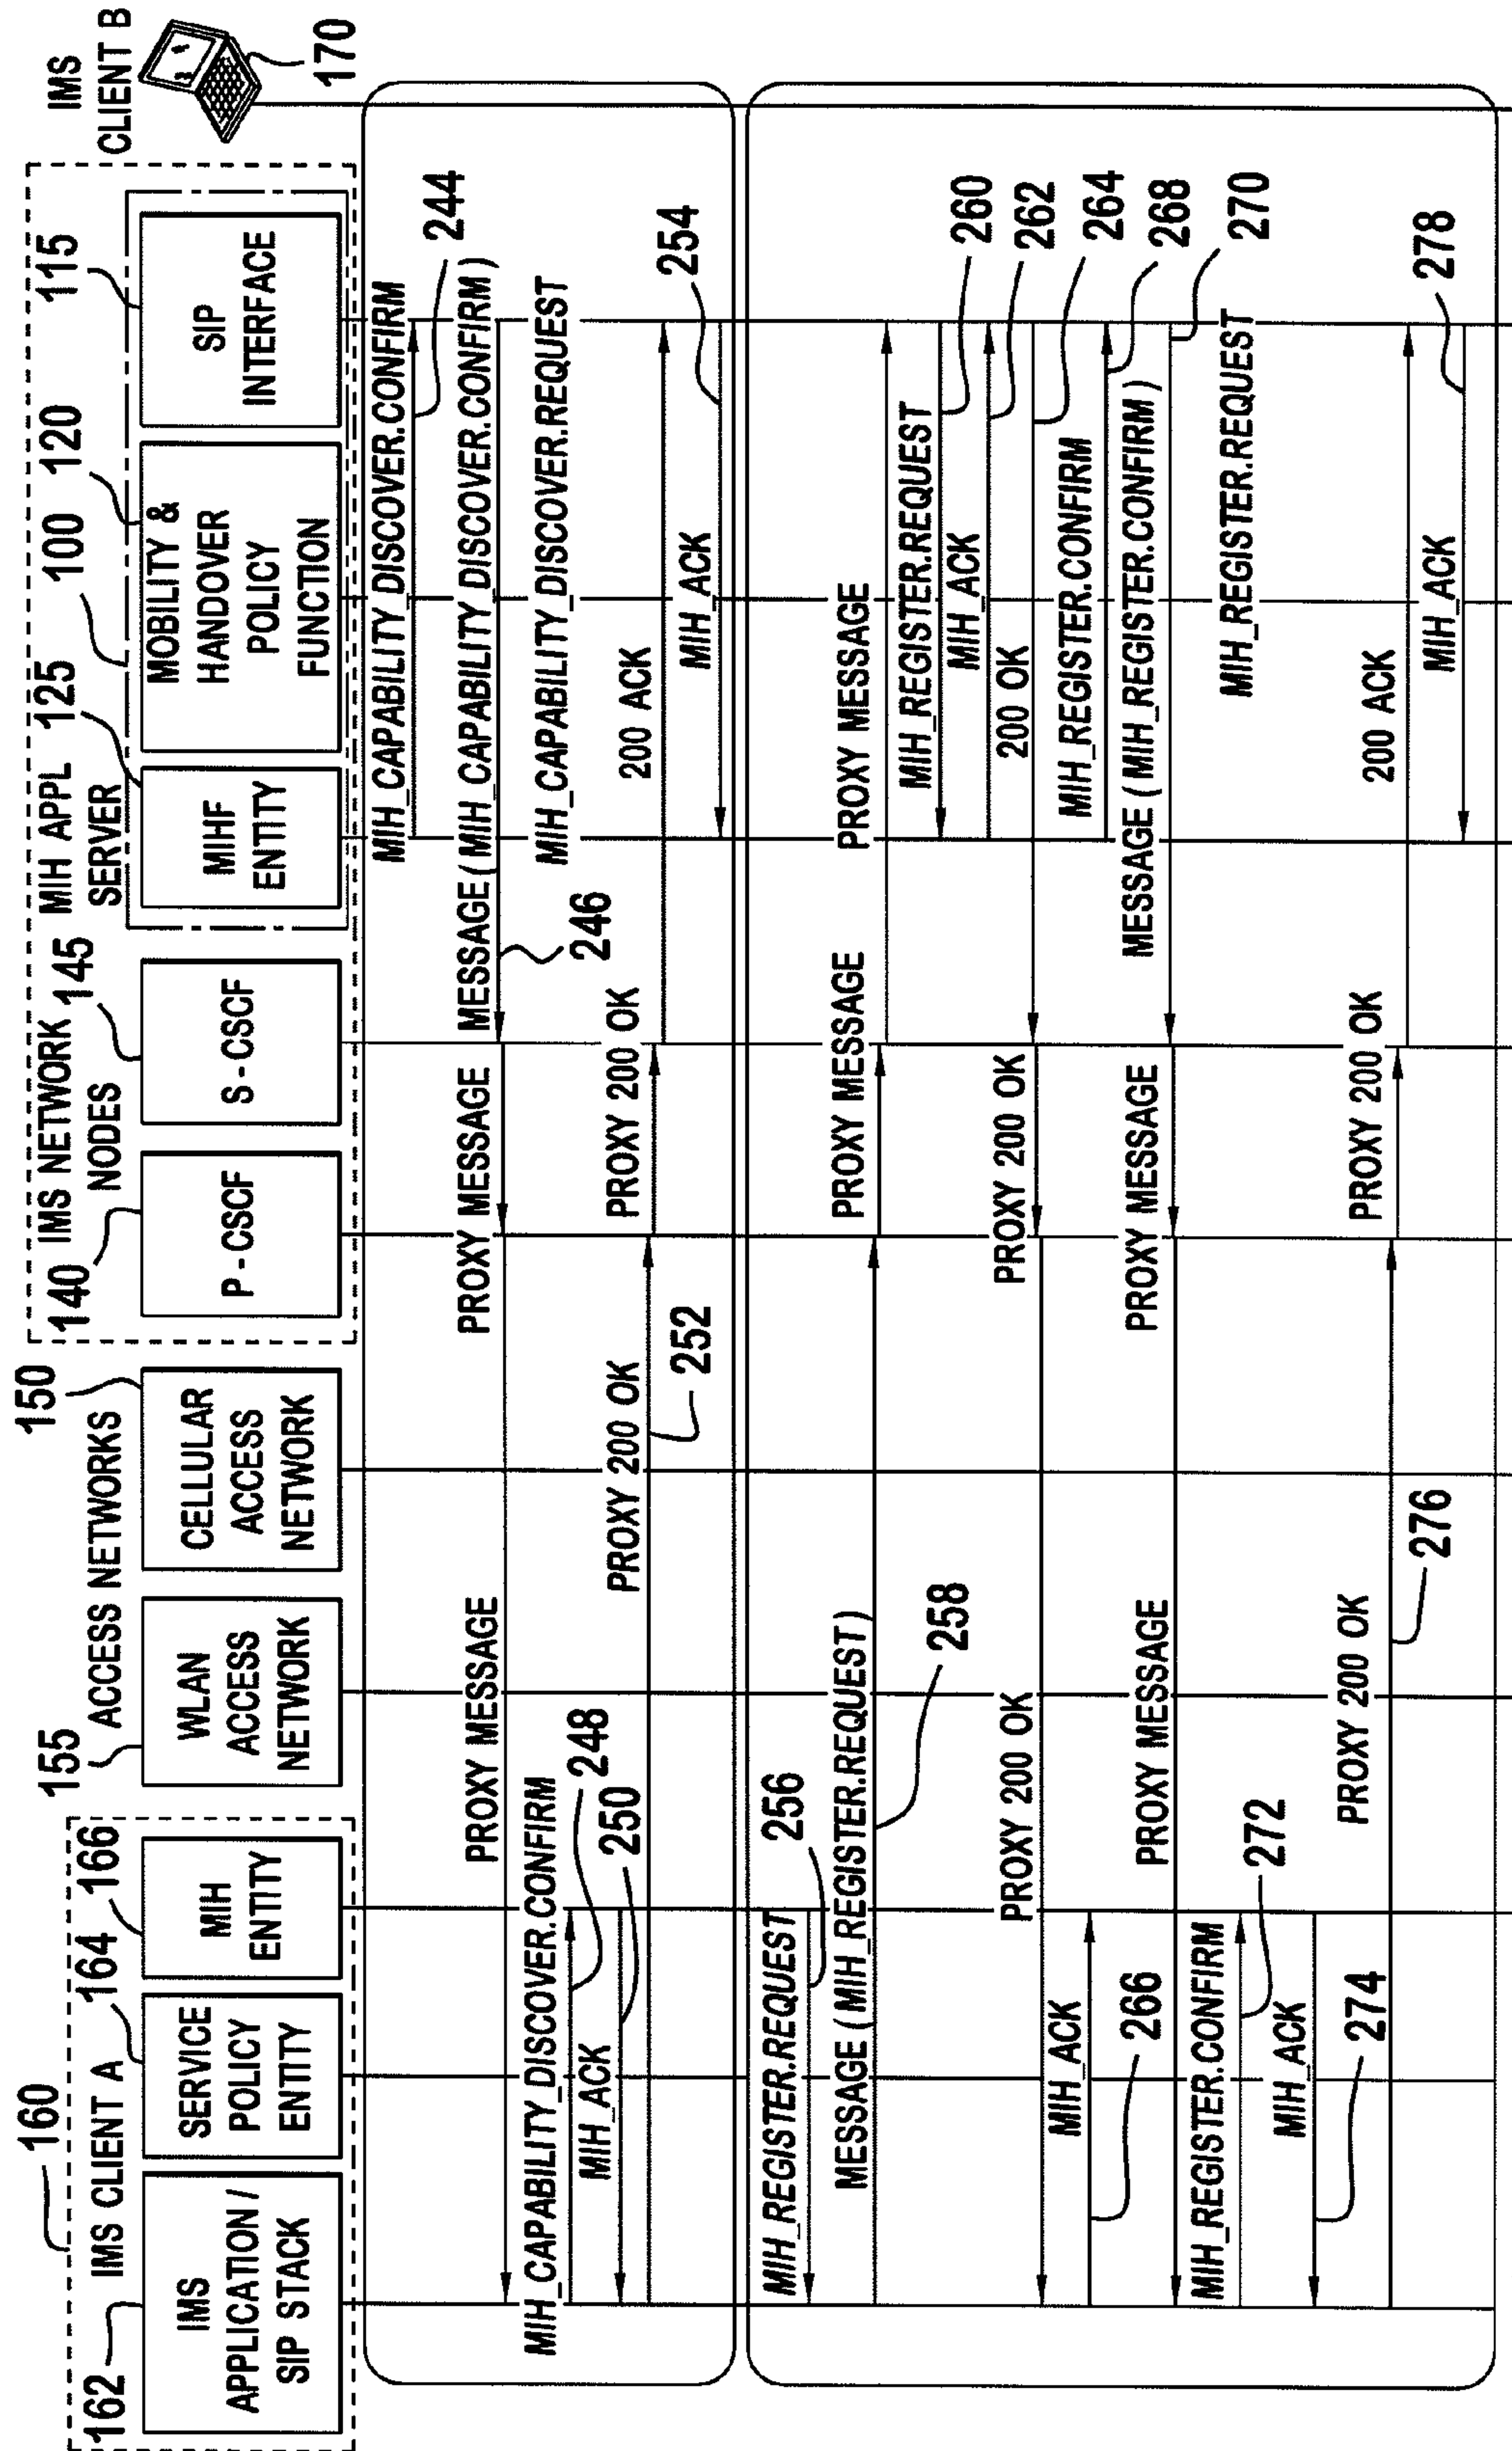 160
IMS CLIENT A
162
IMS
APPLICATION /
SIP STACK
164
SERVICE
POLICY
ENTITY
166
MIH
ENTITY
155
ACCESS NETWORKS
150
WLAN
ACCESS
NETWORK
CELLULAR
ACCESS
NETWORK
140
IMS NETWORK
NODES
145
P-CSCF
S-CSCF
MIH APPL
SERVER
125
100
120
115
MIHF
ENTITY
MOBILITY &
HANDOVER
POLICY
FUNCTION
SIP
INTERFACE
IMS
CLIENT B
170
MIH_CAPABILITY_DISCOVER.CONFIRM
244
MESSAGE ( MIH_CAPABILITY_DISCOVER.CONFIRM )
246
PROXY MESSAGE
PROXY MESSAGE
MIH_CAPABILITY_DISCOVER.CONFIRM
248
MIH_CAPABILITY_DISCOVER.REQUEST
MIH_ACK
250
PROXY 200 OK
252
PROXY 200 OK
200 ACK
MIH_ACK
254
MIH_REGISTER.REQUEST
256
MESSAGE ( MIH_REGISTER.REQUEST )
258
PROXY MESSAGE
PROXY MESSAGE
MIH_REGISTER.REQUEST
260
MIH_ACK
262
200 OK
264
PROXY 200 OK
PROXY 200 OK
MIH_ACK
266
MIH_REGISTER.CONFIRM
268
MESSAGE ( MIH_REGISTER.CONFIRM )
270
PROXY MESSAGE
PROXY MESSAGE
MIH_REGISTER.CONFIRM
272
MIH_REGISTER.REQUEST
MIH_ACK
274
PROXY 200 OK
276
PROXY 200 OK
200 ACK
MIH_ACK
278